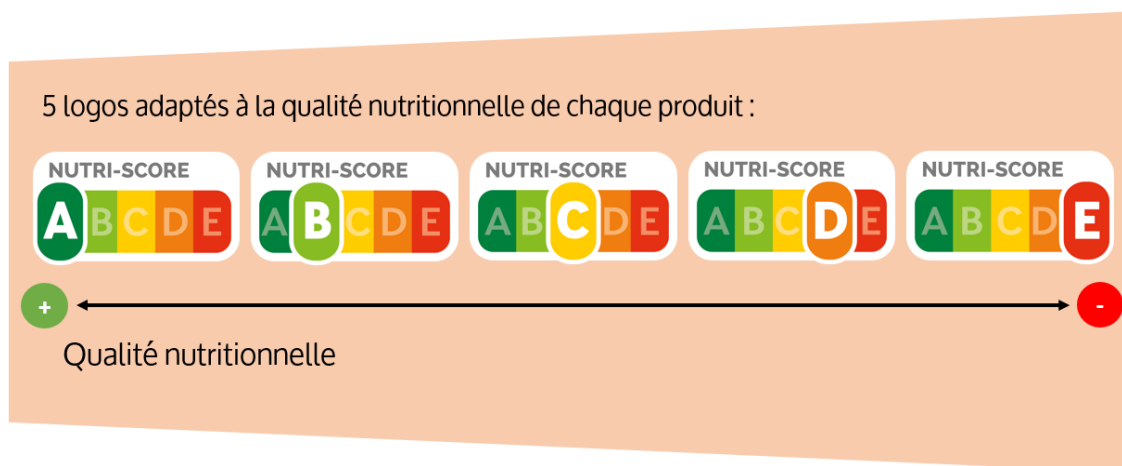 5 logos adaptés à la qualité nutritionnelle de chaque produit :
NUTRI-SCORE NUTRI-SCORE NUTRI-SCORE NUTRI-SCORE NUTRI-SCORE
A B C D E A B C D E A B C D E A B C D E A B C D E
+ -
Qualité nutritionnelle